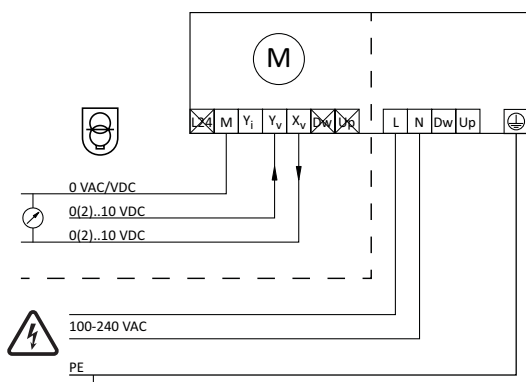 M
L24 M Yi Yv Xv Dw Up L N Dw Up
0 VAC/VDC
0(2)..10 VDC
0(2)..10 VDC
100-240 VAC
PE